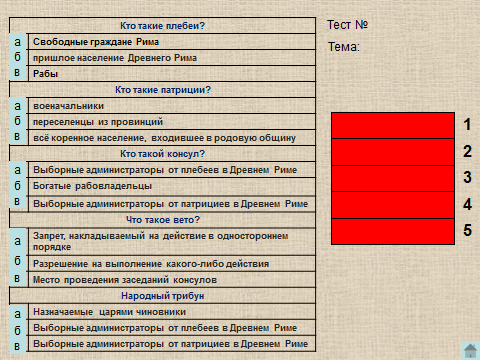 Кто такие плебеи?
а Свободные граждане Рима
б пришлое население Древнего Рима
в Рабы
Кто такие патриции?
а военачальники
б переселенцы из провинций
в всё коренное население, входившее в родовую общину
Кто такой консул?
а Выборные администраторы от плебеев в Древнем Риме
б Богатые рабовладельцы
в Выборные администраторы от патрициев в Древнем Риме
Что такое вето?
а Запрет, накладываемый на действие в одностороннем
порядке
б Разрешение на выполнение какого-либо действия
в Место проведения заседаний консулов
Народный трибун
а Назначаемые царями чиновники
б Выборные администраторы от плебеев в Древнем Риме
в Выборные администраторы от патрициев в Древнем Риме
Тест №
Тема:
1
2
3
4
5